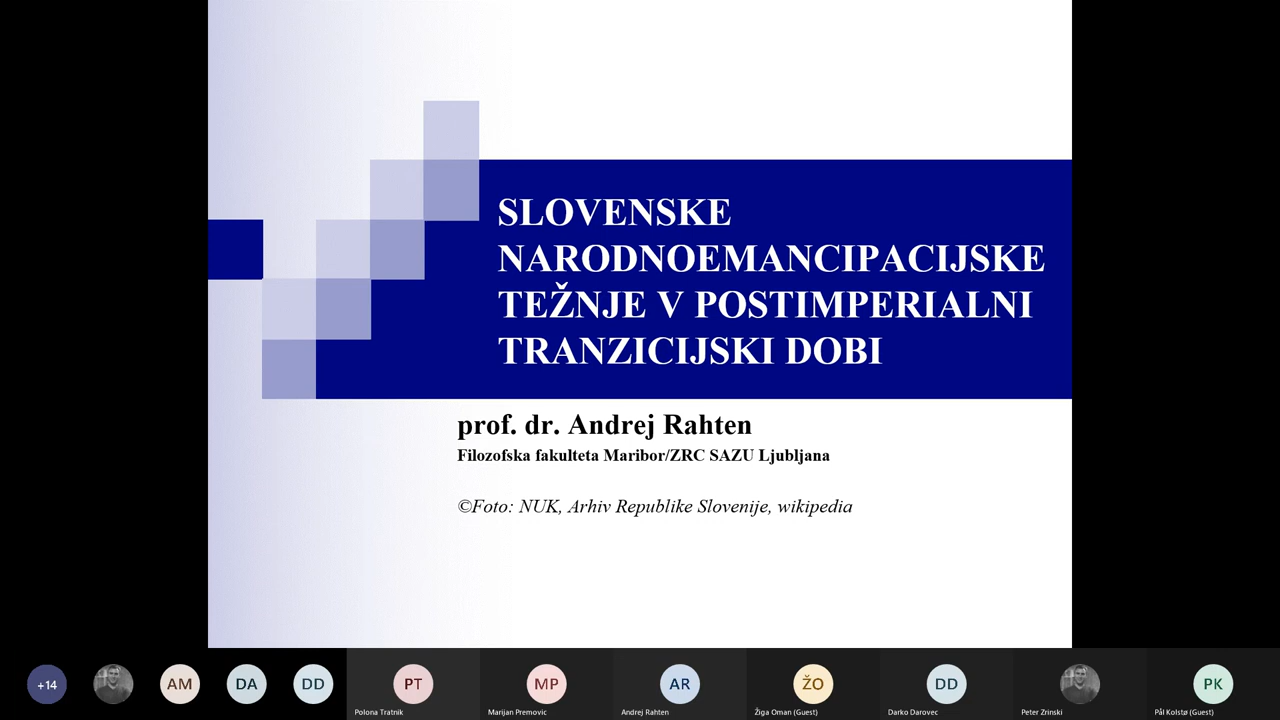 SLOVENSKE
NARODNOEMANCIPACIJSKE
TEŽNJE V POSTIMPERIALNI
TRANZICIJSKI DOBI
prof. dr. Andrej Rahten
Filozofska fakulteta Maribor/ZRC SAZU Ljubljana
©Foto: NUK, Arhiv Republike Slovenije, wikipedia
+14
AM
DA
DD
PT
MP
AR
ŽO
DD
PK
Polona Tratnik
Marijan Premovic
Andrej Rahten
Žiga Oman (Guest)
Darko Darovec
Peter Zrinski
Pål Kolstø (Guest)